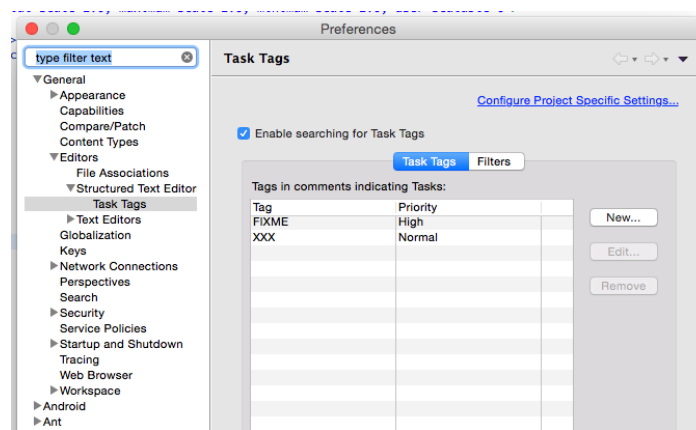 Preferences
type filter text
General
Appearance
Capabilities
Compare/Patch
Content Types
Editors
File Associations
Structured Text Editor
Task Tags
Text Editors
Globalization
Keys
Network Connections
Perspectives
Search
Security
Service Policies
Startup and Shutdown
Tracing
Web Browser
Workspace
Android
Ant
Task Tags
Configure Project Specific Settings...
Enable searching for Task Tags
Task Tags Filters
Tags in comments indicating Tasks:
Tag Priority
FIXME High
XXX Normal
New...
Edit...
Remove